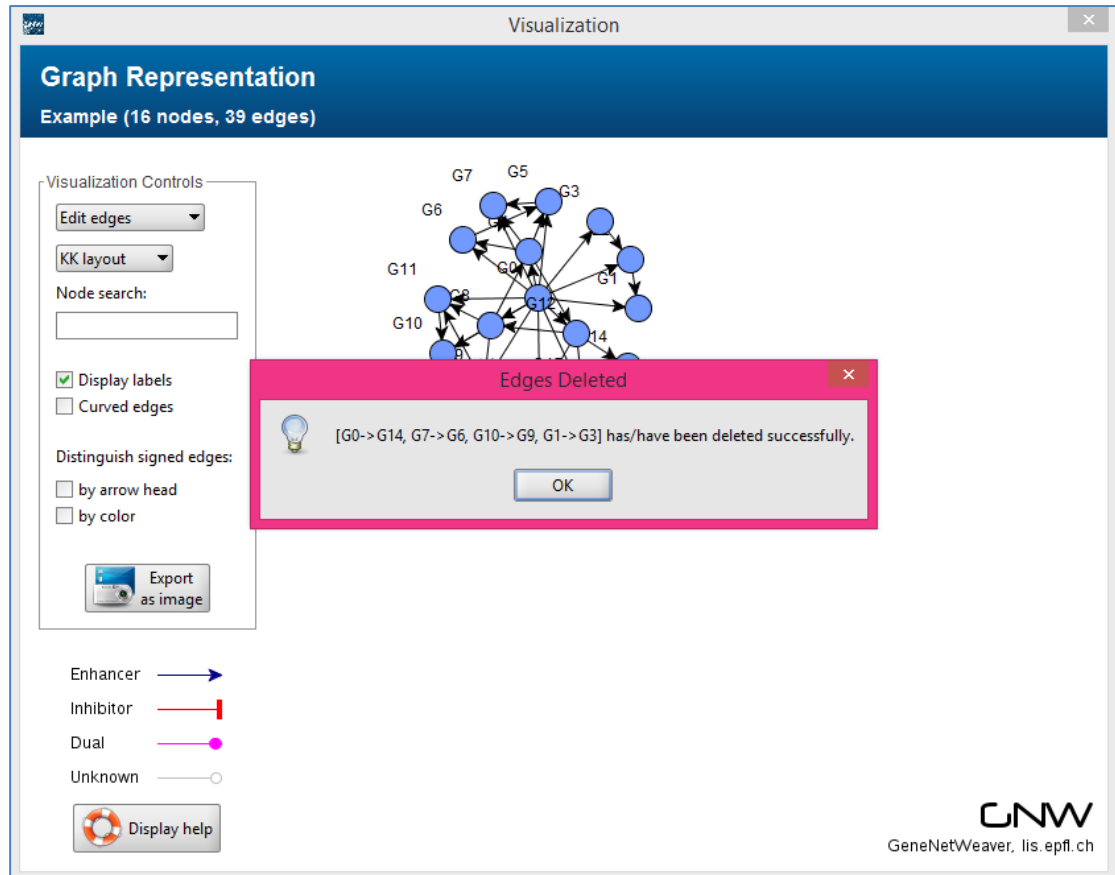 Visualization
Graph Representation
Example (16 nodes, 39 edges)
Visualization Controls
Edit edges
KK layout
Node search:
Display labels
Curved edges
Distinguish signed edges:
by arrow head
by color
Export
as image
Enhancer
Inhibitor
Dual
Unknown
Display help
G7
G5
G3
G6
G0
G11
G1
G8
G12
G10
14
Edges Deleted
[G0->G14, G7->G6, G10->G9, G1->G3] has/have been deleted successfully.
OK
GNW
GeneNetWeaver, lis.epfl.ch